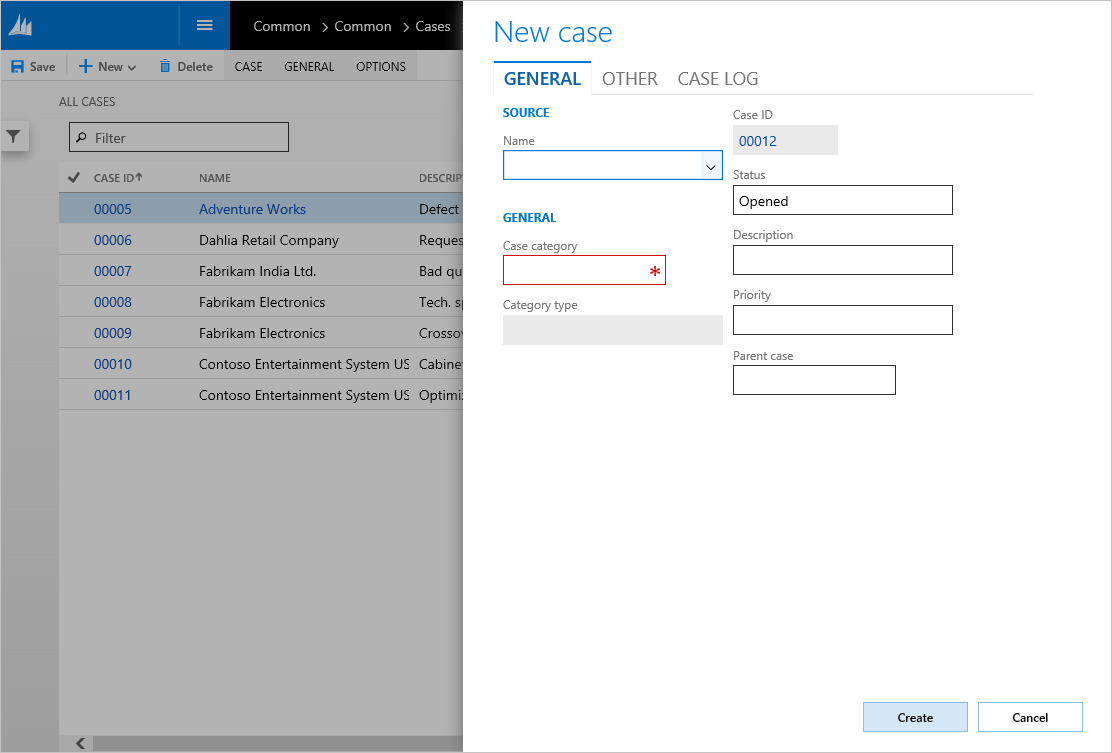 Common > Common > Cases
Save
New
Delete
CASE
GENERAL
OPTIONS
ALL CASES
Filter
CASE ID↑ NAME DESCRIP
00005 Adventure Works Defect
00006 Dahlia Retail Company Reques
00007 Fabrikam India Ltd. Bad qu
00008 Fabrikam Electronics Tech. sp
00009 Fabrikam Electronics Crossov
00010 Contoso Entertainment System US Cabine
00011 Contoso Entertainment System US Optimiz
New case
GENERAL OTHER CASE LOG
SOURCE
Name
GENERAL
Case category
*
Category type
Case ID
00012
Status
Opened
Description
Priority
Parent case
Create
Cancel